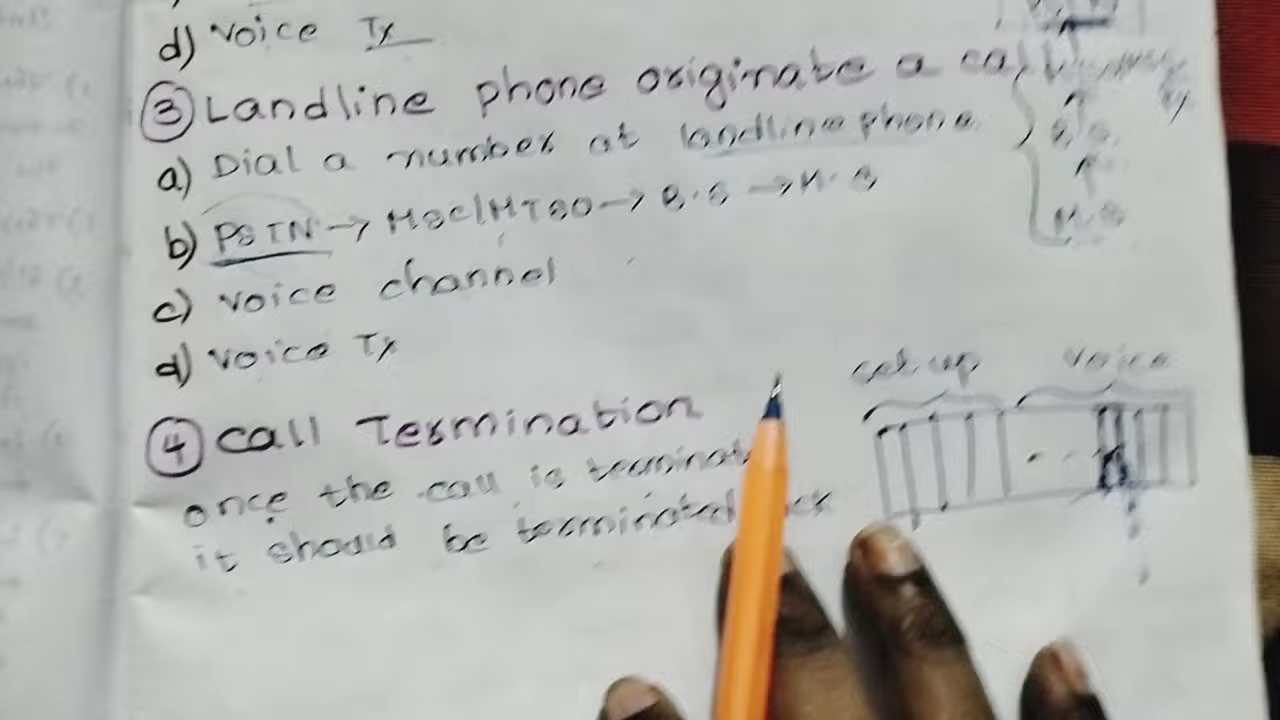 d) Voice Tx
③ Landline phone originate a call
a) Dial a number at landline phone
b) PSTN → MSC/MTSO → B.S → M.S
c) voice channel
d) voice Tx
④ Call Termination
once the call is
it should be terminated
B.S
M.S
set up
voice